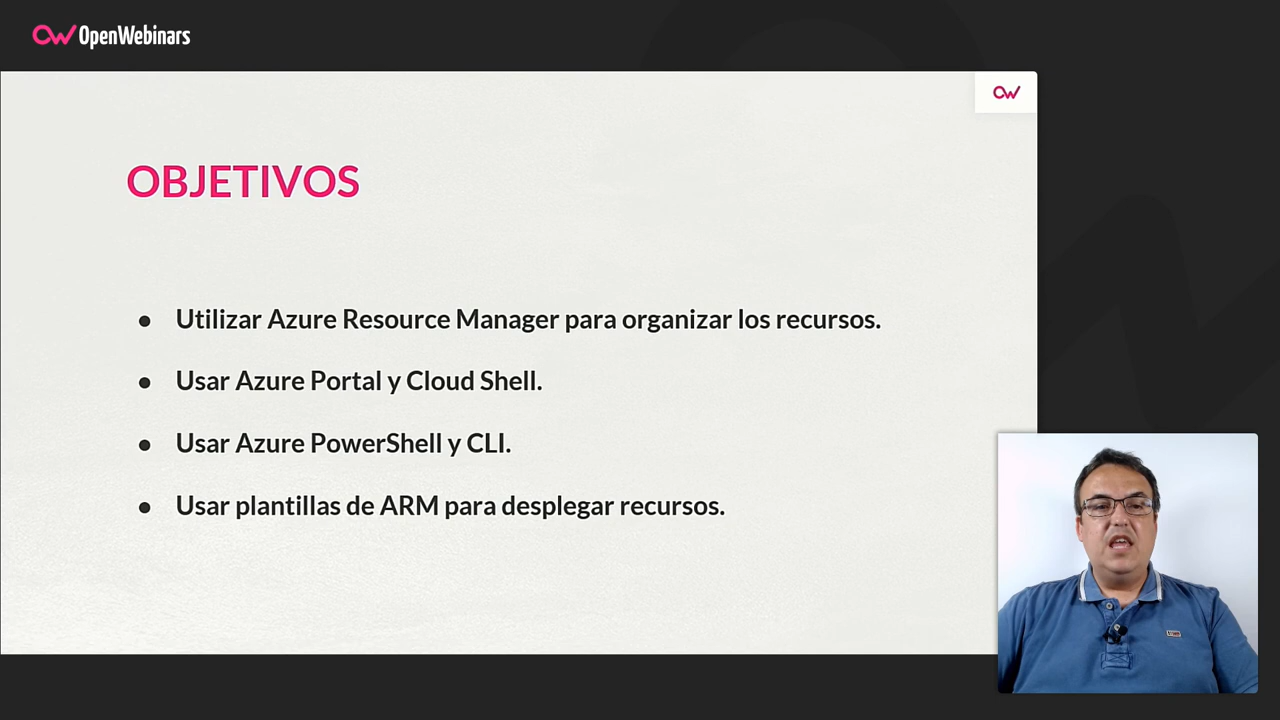 OpenWebinars
OBJETIVOS
● Utilizar Azure Resource Manager para organizar los recursos.
● Usar Azure Portal y Cloud Shell.
● Usar Azure PowerShell y CLI.
● Usar plantillas de ARM para desplegar recursos.